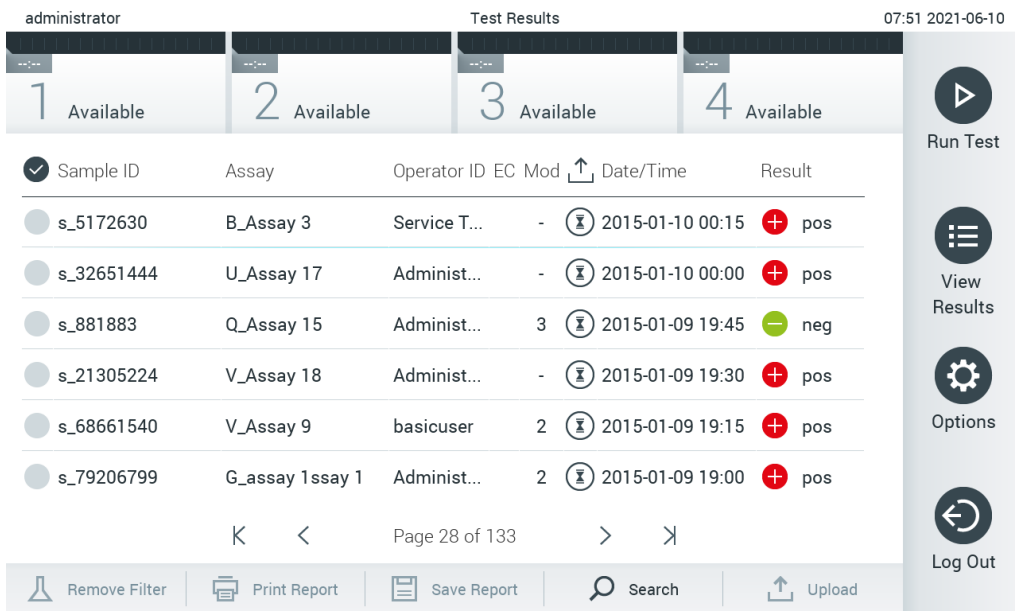 administrator Test Results 07:51 2021-06-10
--:-- --:-- --:-- --:--
1 Available 2 Available 3 Available 4 Available
Run Test
Sample ID Assay Operator ID EC Mod Date/Time Result
s_5172630 B_Assay 3 Service T... - 2015-01-10 00:15 pos
s_32651444 U_Assay 17 Administ... - 2015-01-10 00:00 pos
View
Results
s_881883 Q_Assay 15 Administ... 3 2015-01-09 19:45 neg
s_21305224 V_Assay 18 Administ... - 2015-01-09 19:30 pos
Options
s_68661540 V_Assay 9 basicuser 2 2015-01-09 19:15 pos
s_79206799 G_assay 1ssay 1 Administ... 2 2015-01-09 19:00 pos
Page 28 of 133
Log Out
Remove Filter Print Report Save Report Search Upload